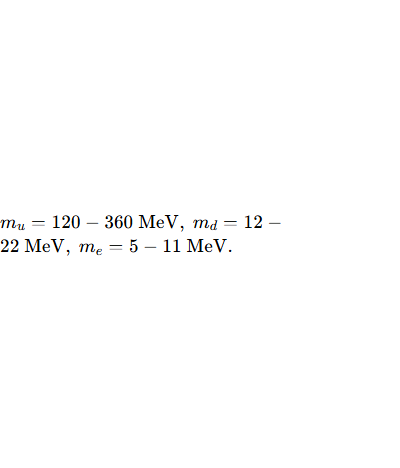 m_u = 120 − 360 MeV, m_d = 12 −
22 MeV, m_e = 5 − 11 MeV.